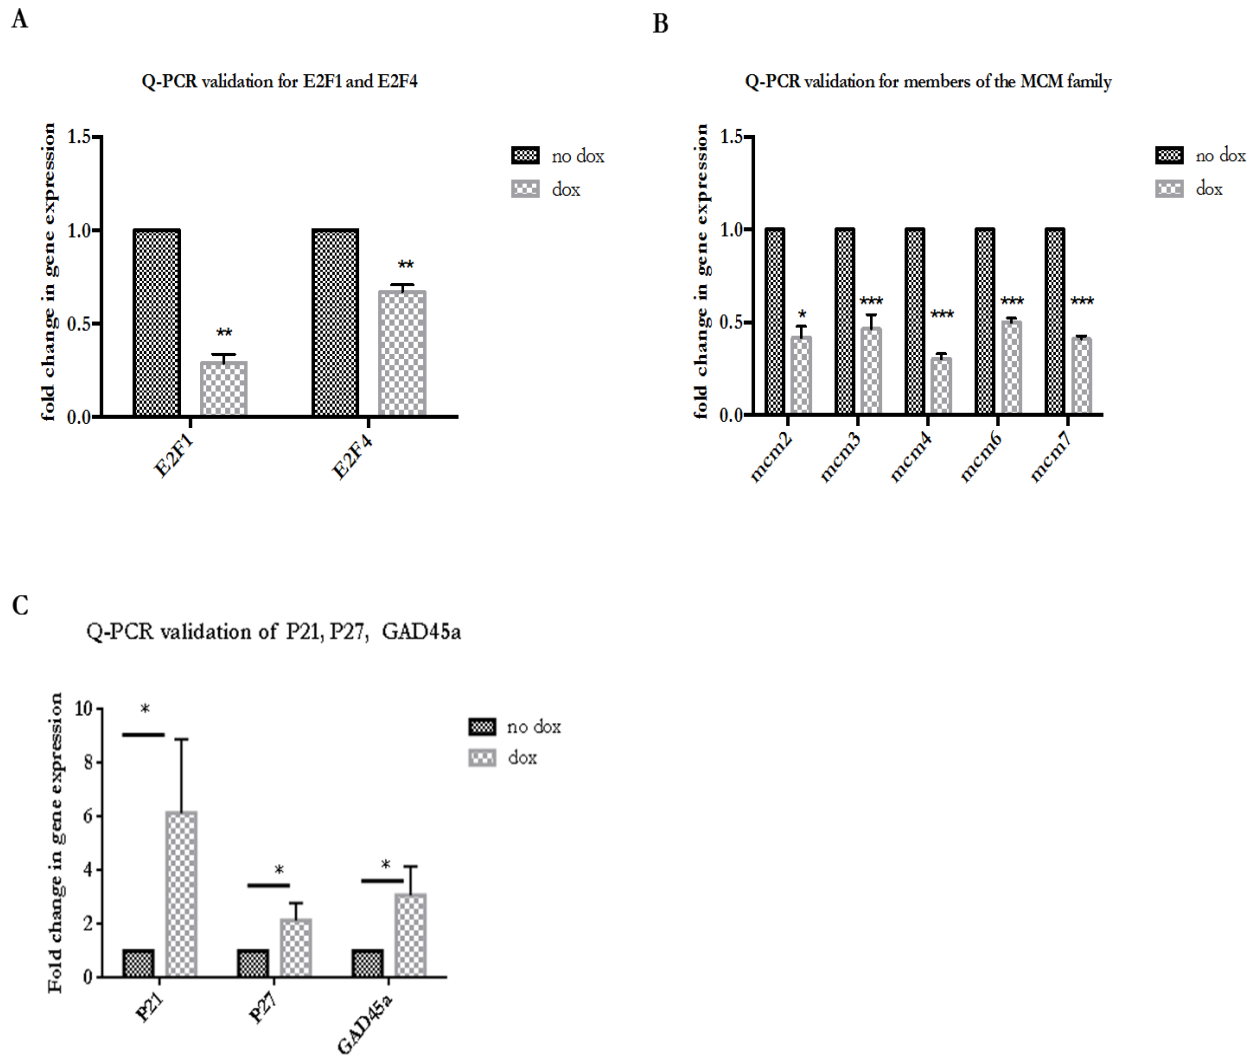 A
Q-PCR validation for E2F1 and E2F4
fold change in gene expression
1.5
1.0
0.5
0.0
**
**
E2F1
E2F4
no dox
dox
B
Q-PCR validation for members of the MCM family
fold change in gene expression
1.5
1.0
0.5
0.0
*
***
***
***
***
mcm2
mcm3
mcm4
mcm6
mcm7
no dox
dox
C
Q-PCR validation of P21, P27, GAD45a
Fold change in gene expression
10
8
6
4
2
0
*
*
*
P21
P27
GAD45a
no dox
dox